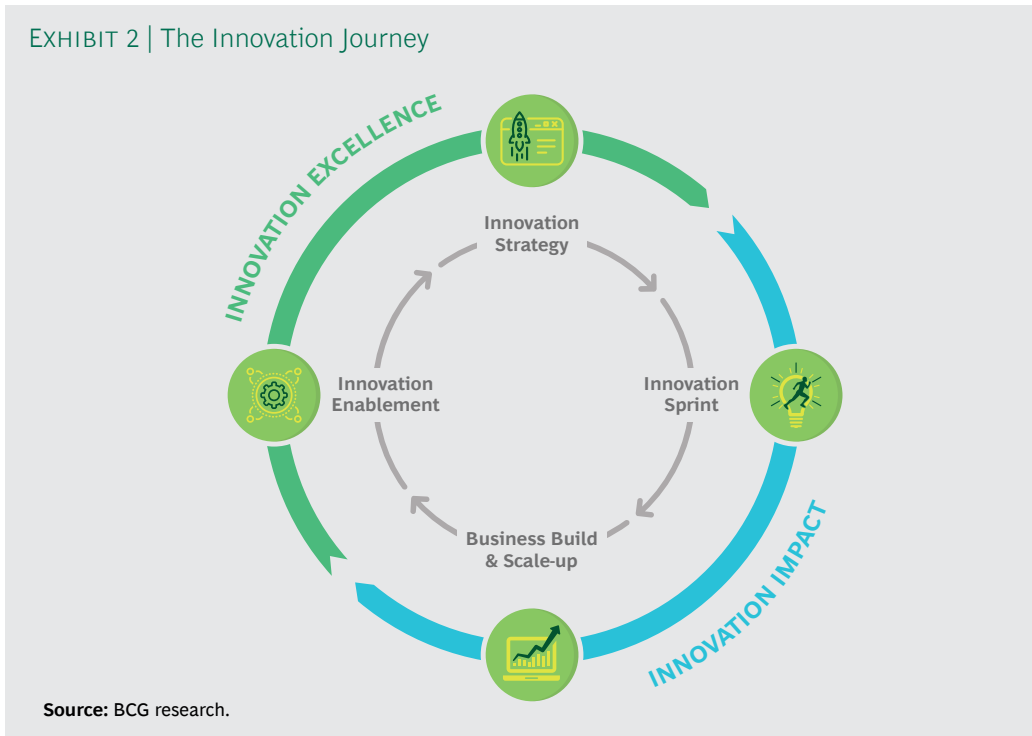 EXHIBIT 2 | The Innovation Journey
INNOVATION EXCELLENCE
Innovation
Strategy
Innovation
Enablement
Innovation
Sprint
Business Build
& Scale-up
INNOVATION IMPACT
Source: BCG research.